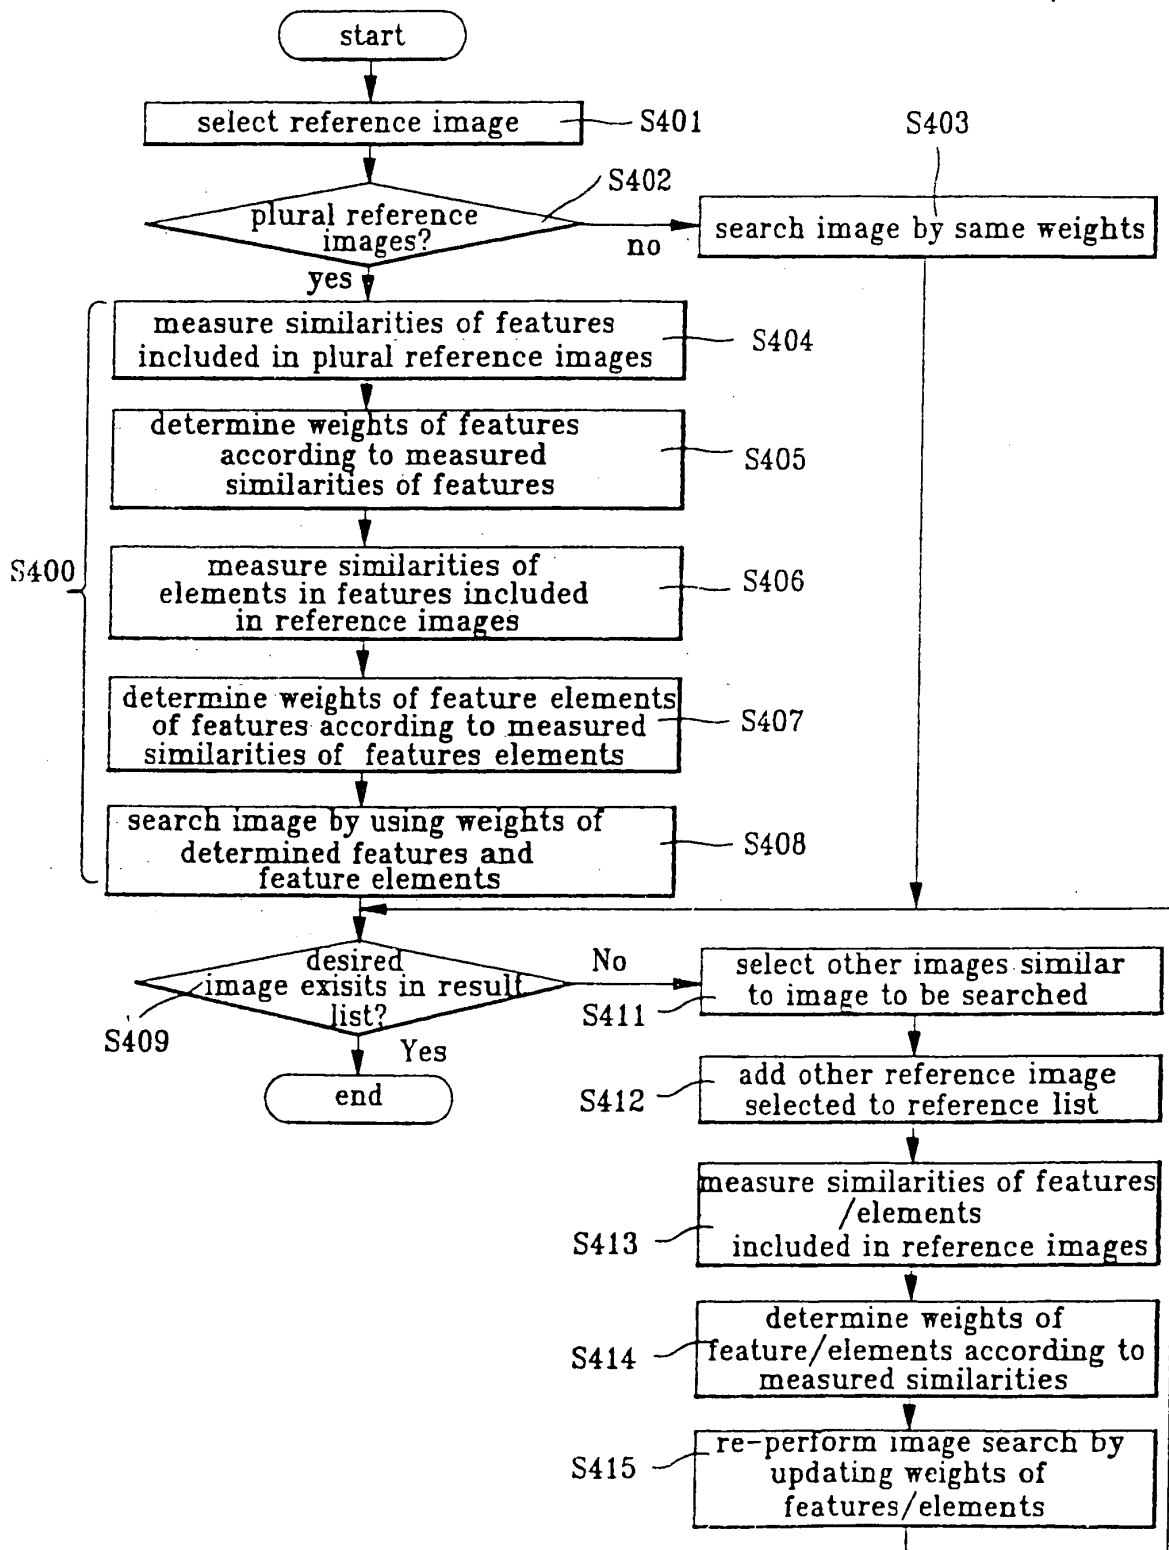 start
select reference image
S401
S403
S402
plural reference
images?
no
search image by same weights
yes
measure similarities of features
included in plural reference images
S404
determine weights of features
according to measured
similarities of features
S405
S400
measure similarities of
elements in features included
in reference images
S406
determine weights of feature elements
of features according to measured
similarities of features elements
S407
search image by using weights of
determined features and
feature elements
S408
desired
image exisits in result
list?
No
S409
Yes
end
select other images similar
to image to be searched
S411
add other reference image
selected to reference list
S412
measure similarities of features
/elements
included in reference images
S413
determine weights of
feature/elements according to
measured similarities
S414
re-perform image search by
updating weights of
features/elements
S415